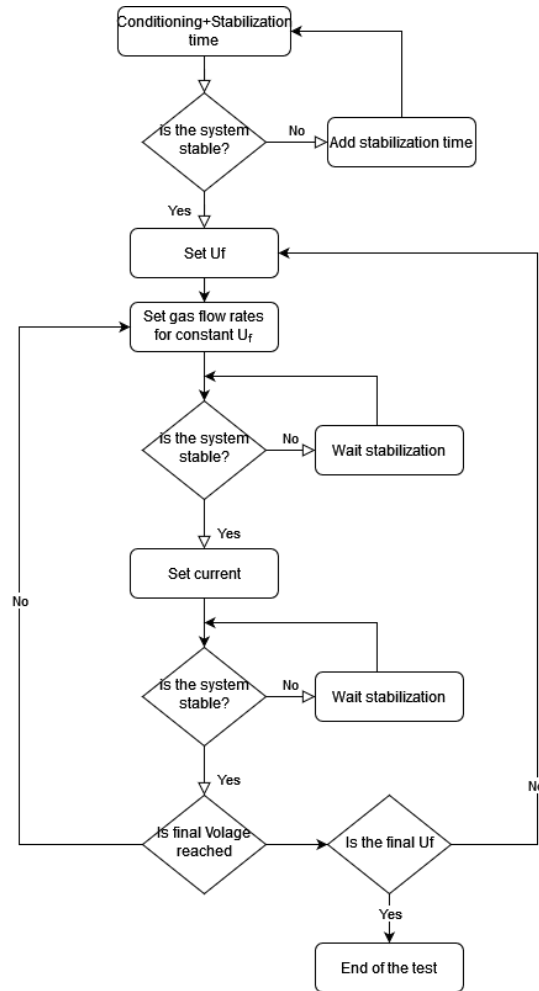 Conditioning+Stabilization
time
is the system
stable?
No
Add stabilization time
Yes
Set Uf
Set gas flow rates
for constant Uf
is the system
stable?
No
Wait stabilization
Yes
Set current
No
is the system
stable?
No
Wait stabilization
Yes
No
Is final Volage
reached
Is the final Uf
Yes
End of the test